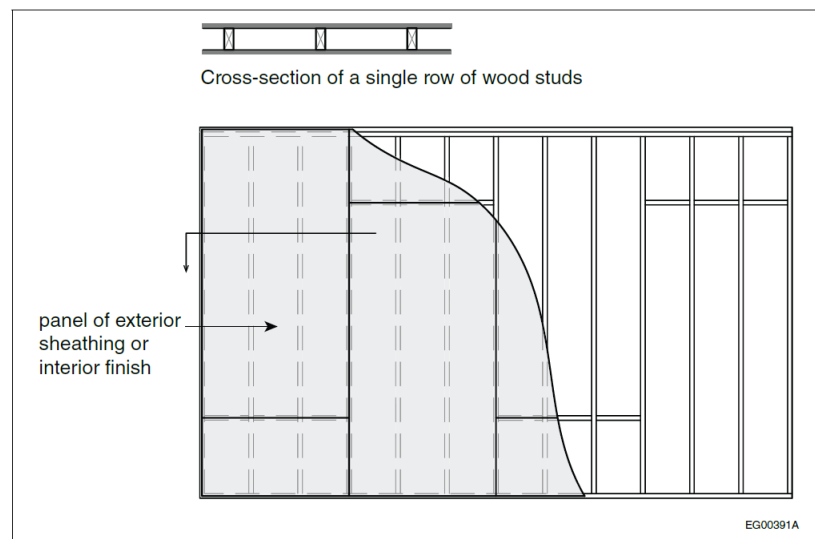 Cross-section of a single row of wood studs
panel of exterior
sheathing or
interior finish
EG00391A